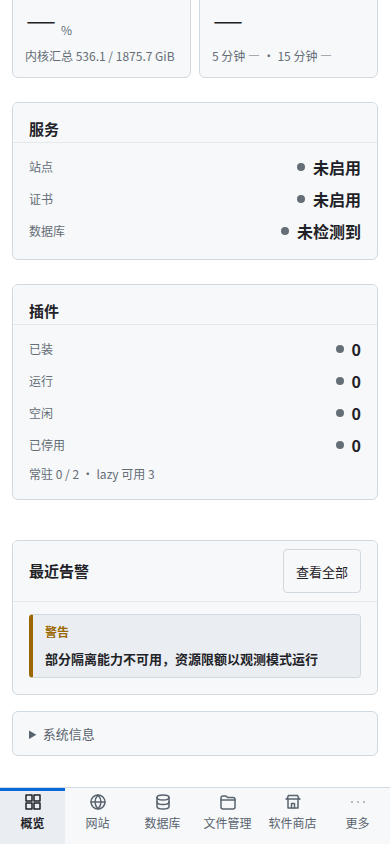 — %
—
内核汇总 536.1 / 1875.7 GiB
5 分钟 — · 15 分钟 —
服务
站点 未启用
证书 未启用
数据库 未检测到
插件
已装 0
运行 0
空闲 0
已停用 0
常驻 0 / 2 · lazy 可用 3
最近告警 查看全部
警告
部分隔离能力不可用，资源限额以观测模式运行
▶ 系统信息
概览 网站 数据库 文件管理 软件商店 更多